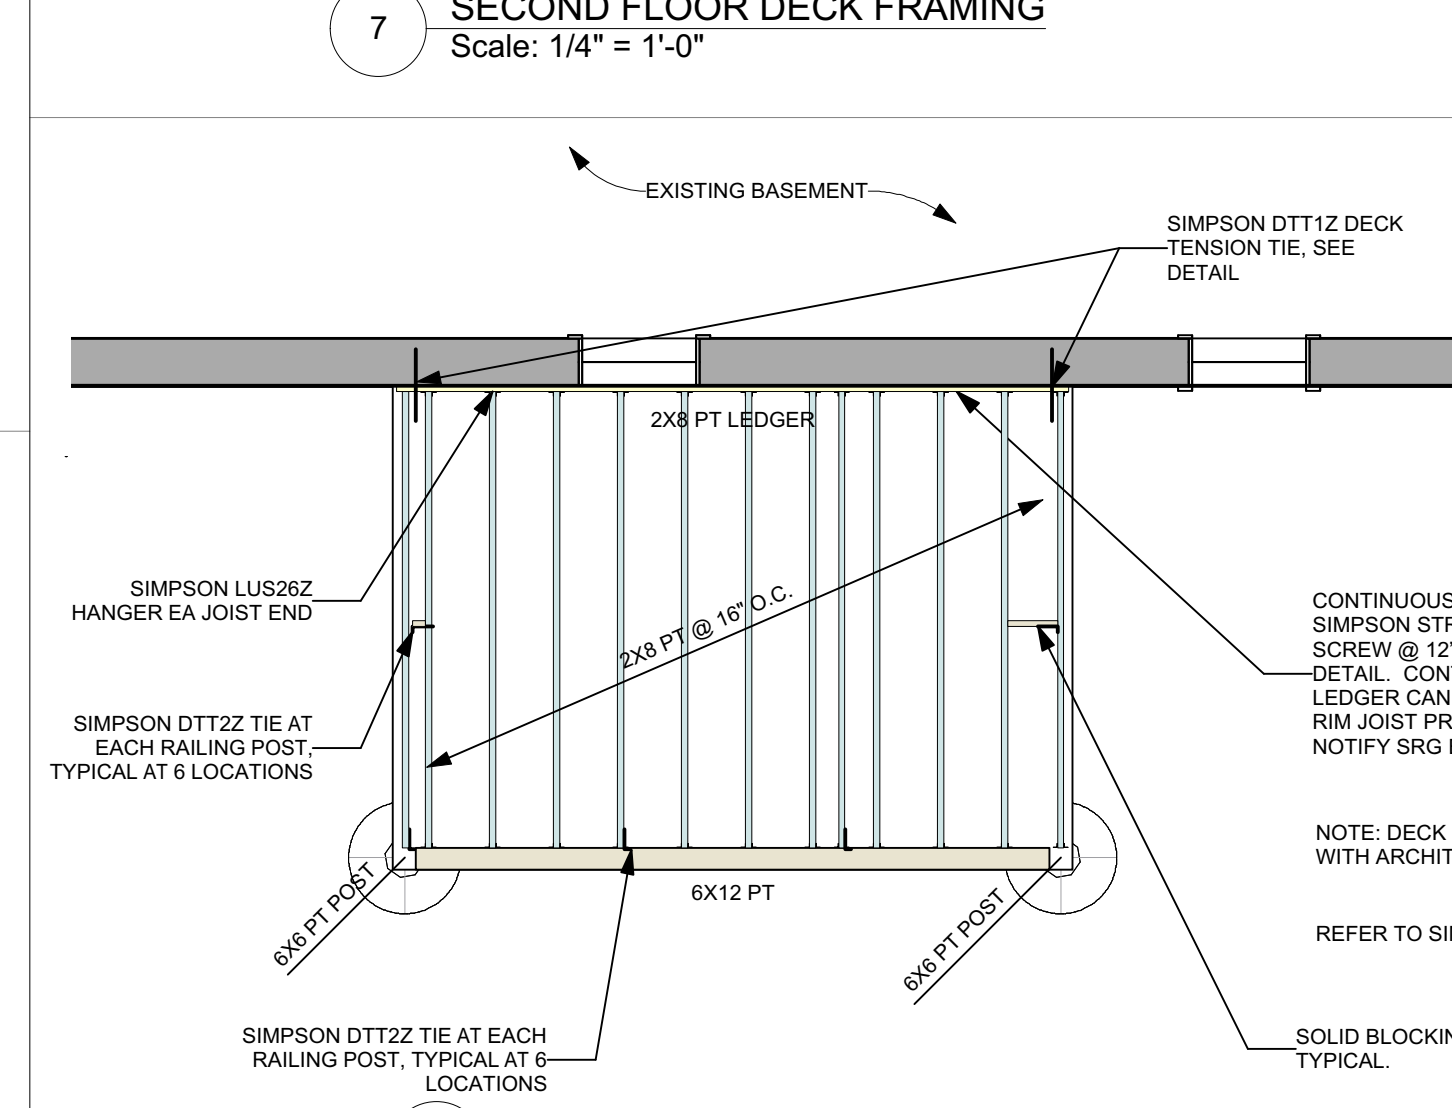 7
SECOND FLOOR DECK FRAMING
Scale: 1/4" = 1'-0"
EXISTING BASEMENT
SIMPSON DTT1Z DECK
TENSION TIE, SEE
DETAIL
2X8 PT LEDGER
SIMPSON LUS26Z
HANGER EA JOIST END
2X8 PT @ 16" O.C.
CONTINUOUS
SIMPSON STR
SCREW @ 12"
DETAIL. CON
LEDGER CAN
RIM JOIST PR
NOTIFY SRG
SIMPSON DTT2Z TIE AT
EACH RAILING POST,
TYPICAL AT 6 LOCATIONS
NOTE: DECK
WITH ARCHIT
6X6 PT POST
6X12 PT
6X6 PT POST
REFER TO SI
SIMPSON DTT2Z TIE AT EACH
RAILING POST, TYPICAL AT 6
LOCATIONS
SOLID BLOCKIN
TYPICAL.